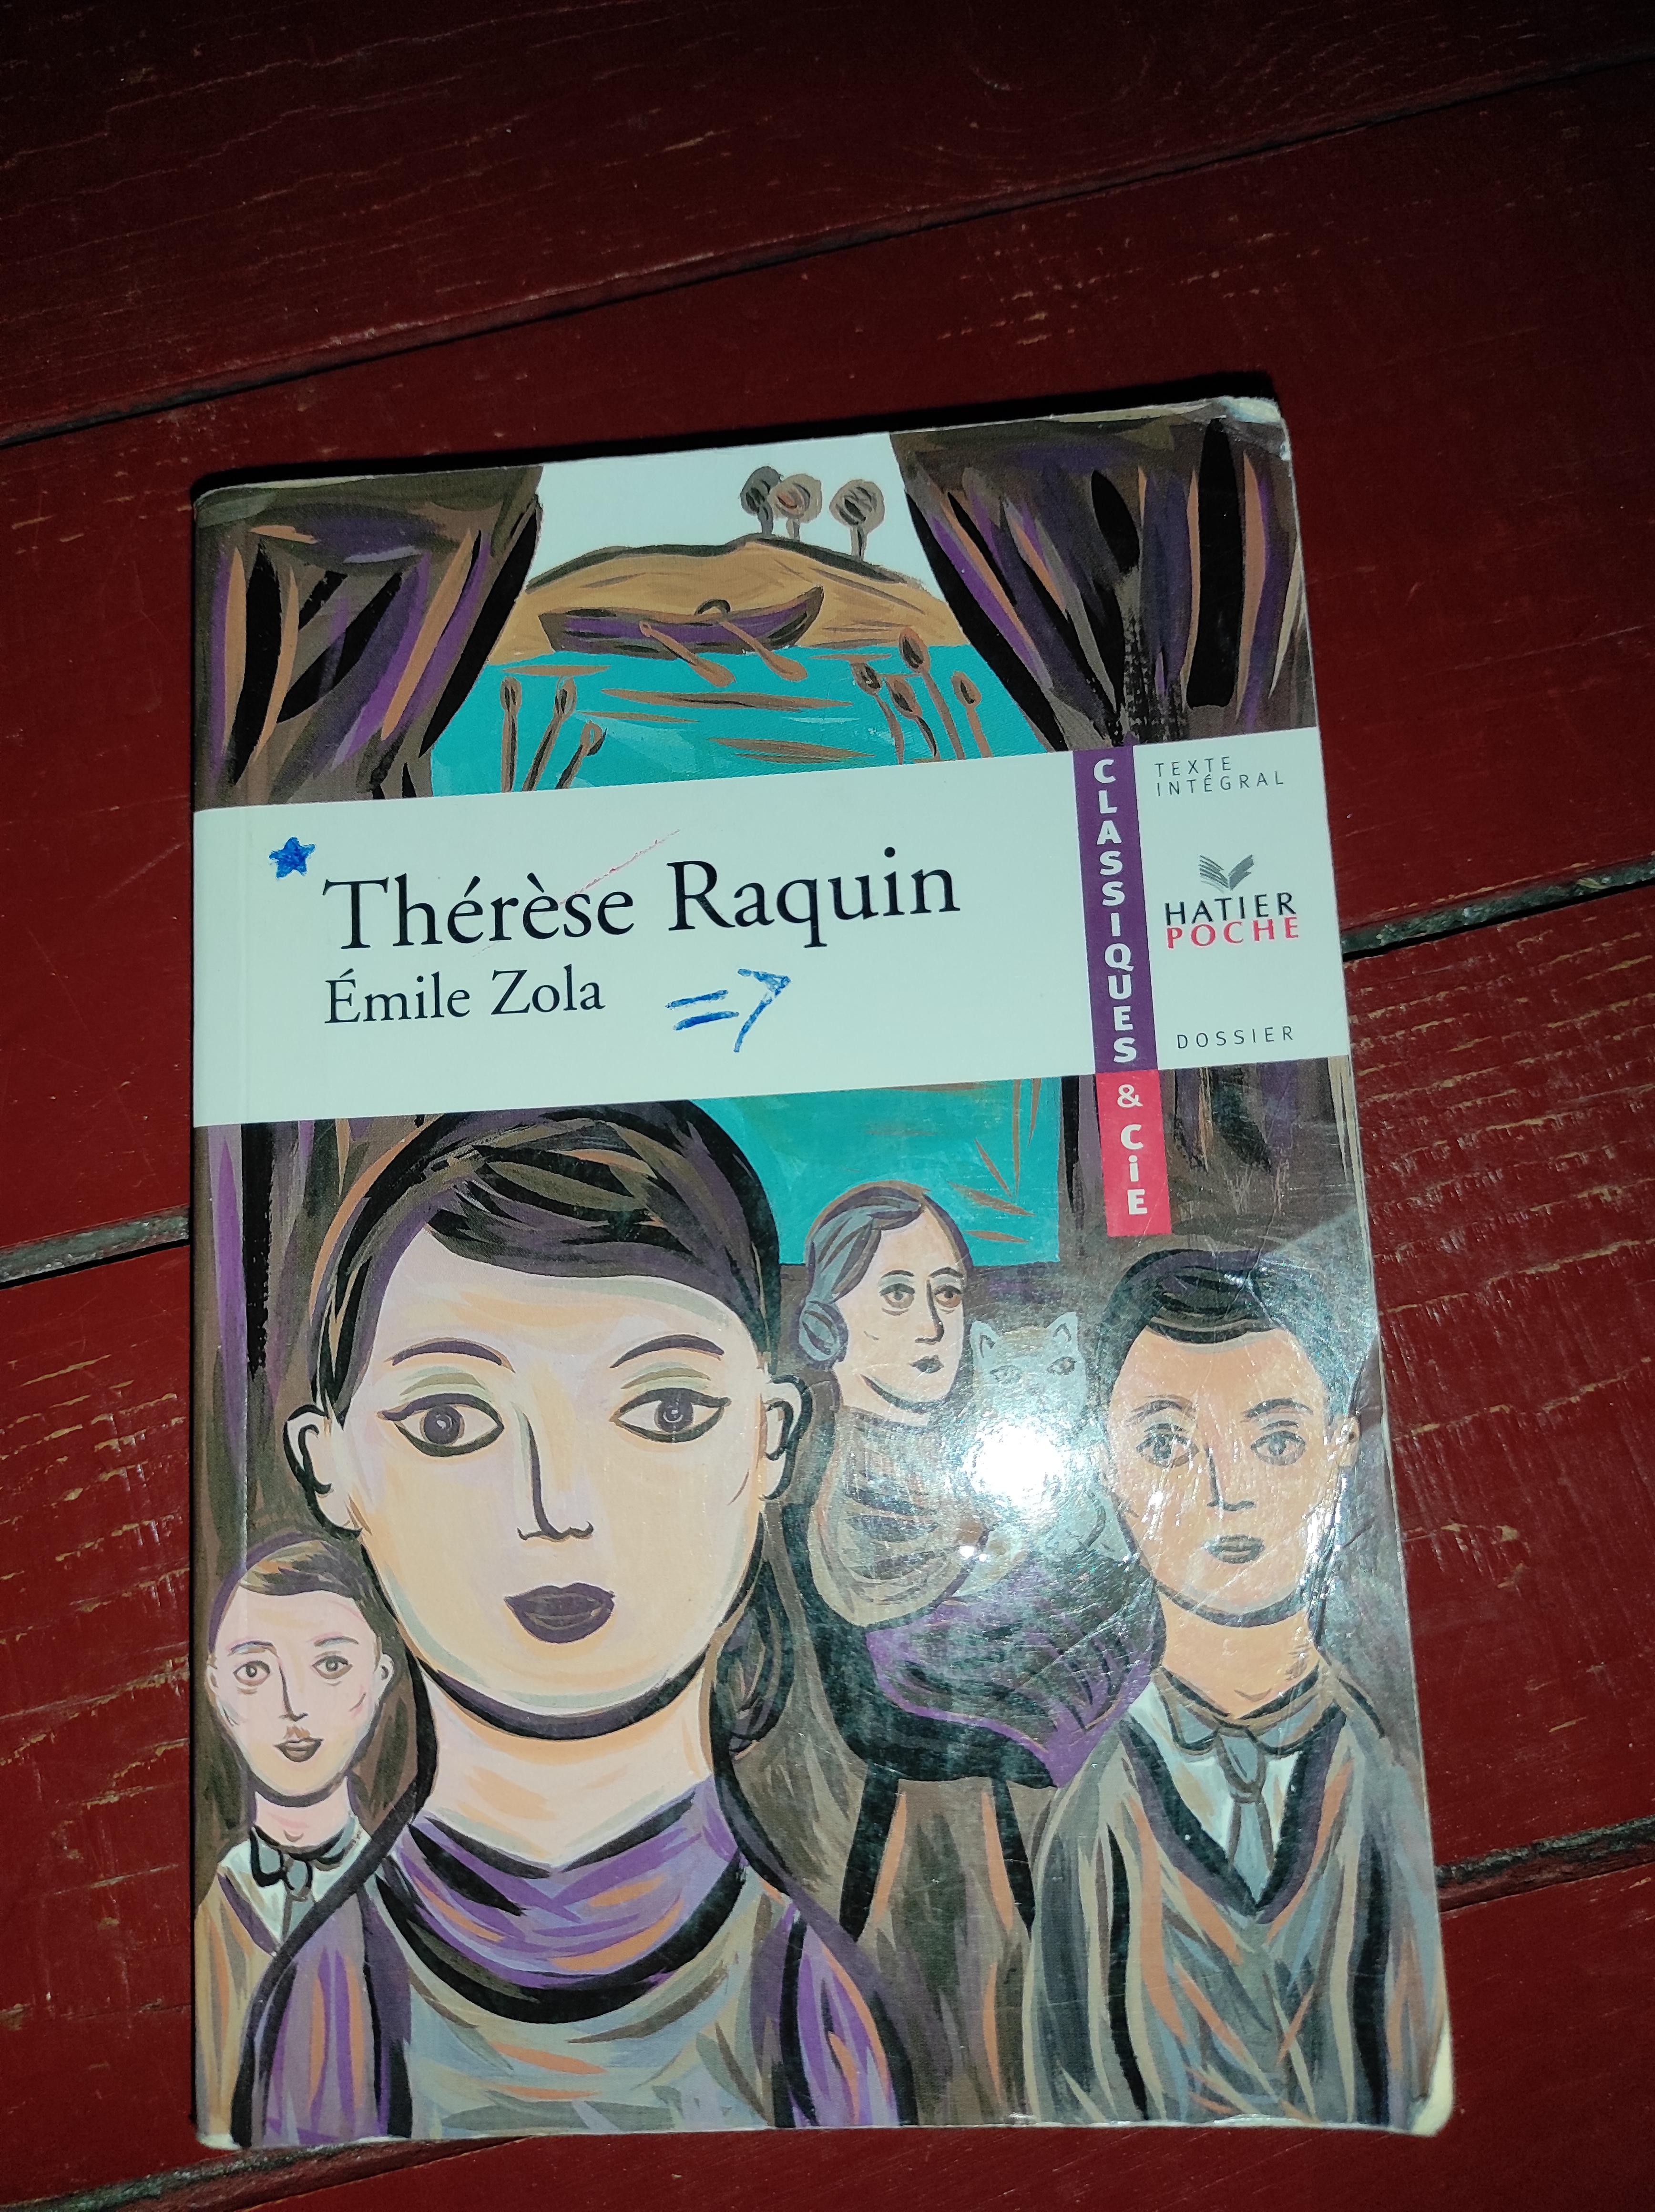 Thérèse Raquin
Émile Zola
=>
CLASSIQUES
& CiE
TEXTE
INTÉGRAL
HATIER
POCHE
DOSSIER